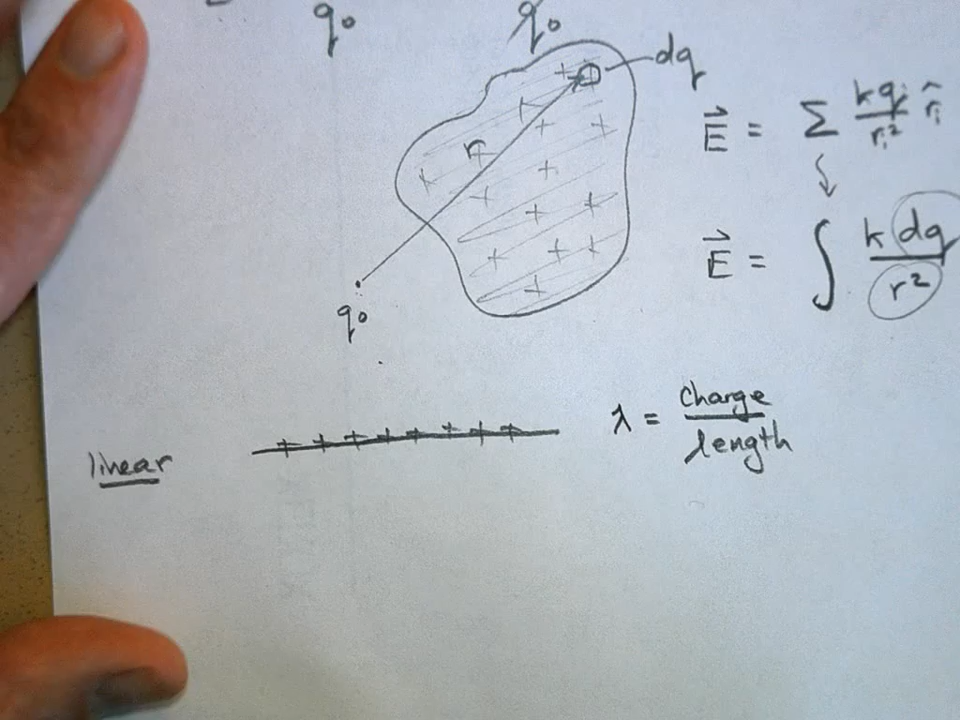 q₀ q₀
dq
E⃗ = Σ kqᵢ/rᵢ² r̂ᵢ
r
E⃗ = ∫ k dq/r²
q₀
linear
λ = charge/length